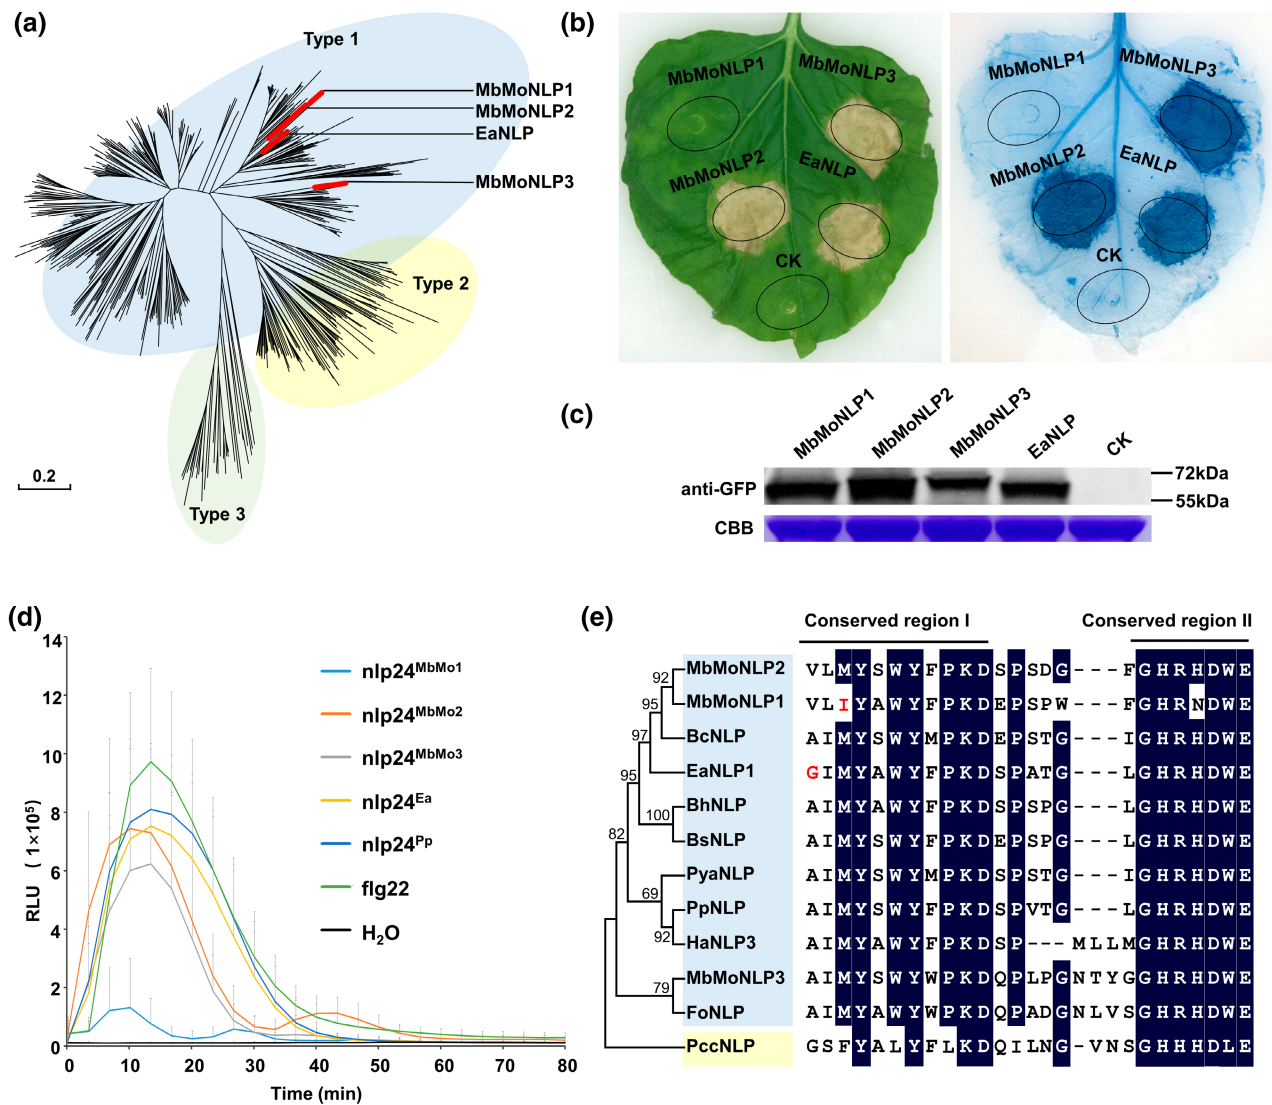 (a)
Type 1
MbMoNLP1
MbMoNLP2
EaNLP
MbMoNLP3
Type 2
Type 3
0.2
(b)
MbMoNLP1
MbMoNLP3
MbMoNLP2
EaNLP
CK
MbMoNLP1
MbMoNLP3
MbMoNLP2
EaNLP
CK
(c)
MbMoNLP1
MbMoNLP2
MbMoNLP3
EaNLP
CK
anti-GFP
72kDa
55kDa
CBB
(d)
RLU ( 1×10⁵)
14
12
10
8
6
4
2
0
0 10 20 30 40 50 60 70 80
Time (min)
nlp24ᴹᵇᴹᵒ¹
nlp24ᴹᵇᴹᵒ²
nlp24ᴹᵇᴹᵒ³
nlp24ᴱᵃ
nlp24ᴾᵖ
flg22
H₂O
(e)
Conserved region I Conserved region II
92
95
97
95
100
82
69
92
79
MbMoNLP2 VLMYSWYFPKDSPSDG---FGHRHDWE
MbMoNLP1 VLIYAWYFPKDEPSPW---FGHRNDWE
BcNLP AIMYSWYMPKDEPSTG---IGHRHDWE
EaNLP1 GIMYAWYFPKDSPATG---LGHRHDWE
BhNLP AIMYSWYFPKDSPSPG---LGHRHDWE
BsNLP AIMYSWYFPKDEPSPG---LGHRHDWE
PyaNLP AIMYSWYMPKDSPSTG---IGHRHDWE
PpNLP AIMYSWYFPKDSPVTG---LGHRHDWE
HaNLP3 AIMYAWYFPKDSP---MLLMGHRHDWE
MbMoNLP3 AIMYSWYWPKDQPLPGNTYGGHRHDWE
FoNLP AIMYAWYWPKDQPADGNLVSGHRHDWE
PccNLP GSFYALYFLKDQILNG-VNSGHHHDLE